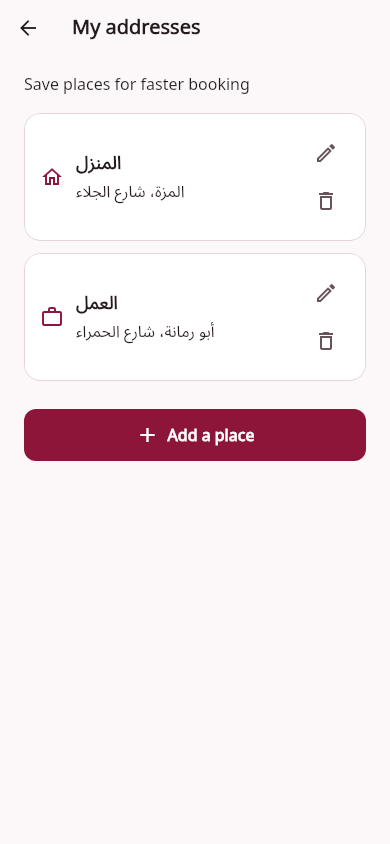 My addresses
Save places for faster booking
المنزل
المزة، شارع الجلاء
العمل
أبو رمانة، شارع الحمراء
Add a place